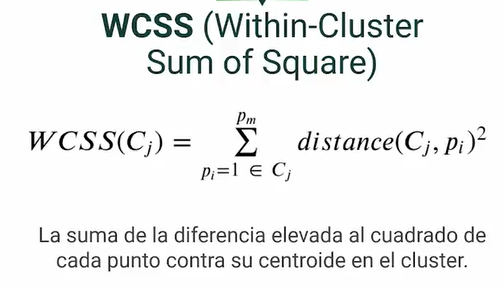 WCSS (Within-Cluster
Sum of Square)
WCSS(C_j) = \sum_{p_i=1 \in C_j}^{p_m} distance(C_j, p_i)^2
La suma de la diferencia elevada al cuadrado de
cada punto contra su centroide en el cluster.